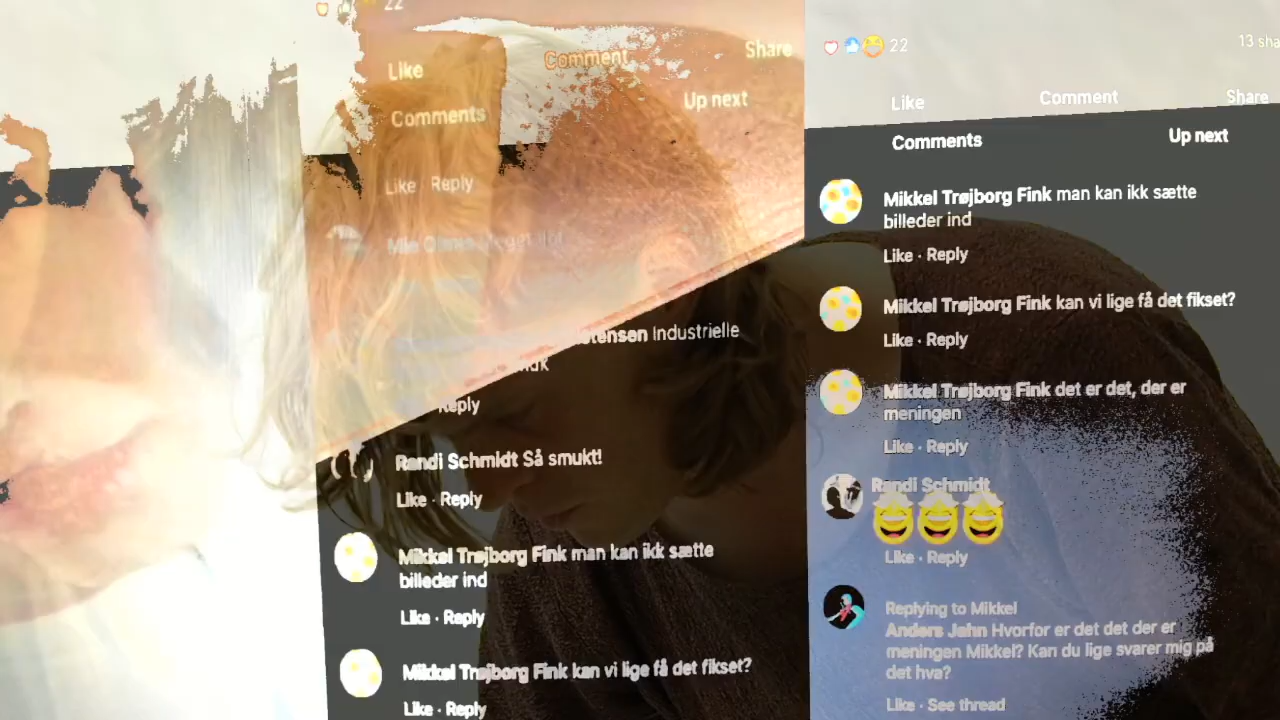 22
Like
Comment
Share
Comments
Up next
Like · Reply
Industrielle
Reply
Randi Schmidt Så smukt!
Like · Reply
Mikkel Trøjborg Fink man kan ikk sætte
billeder ind
Like · Reply
Mikkel Trøjborg Fink kan vi lige få det fikset?
Like · Reply
22
13 sha
Like
Comment
Share
Comments
Up next
Mikkel Trøjborg Fink man kan ikk sætte
billeder ind
Like · Reply
Mikkel Trøjborg Fink kan vi lige få det fikset?
Like · Reply
Mikkel Trøjborg Fink det er det, der er
meningen
Like · Reply
Randi Schmidt
Like · Reply
Replying to Mikkel
Anders Jahn Hvorfor er det det der er
meningen Mikkel? Kan du lige svarer mig på
det hva?
Like · See thread